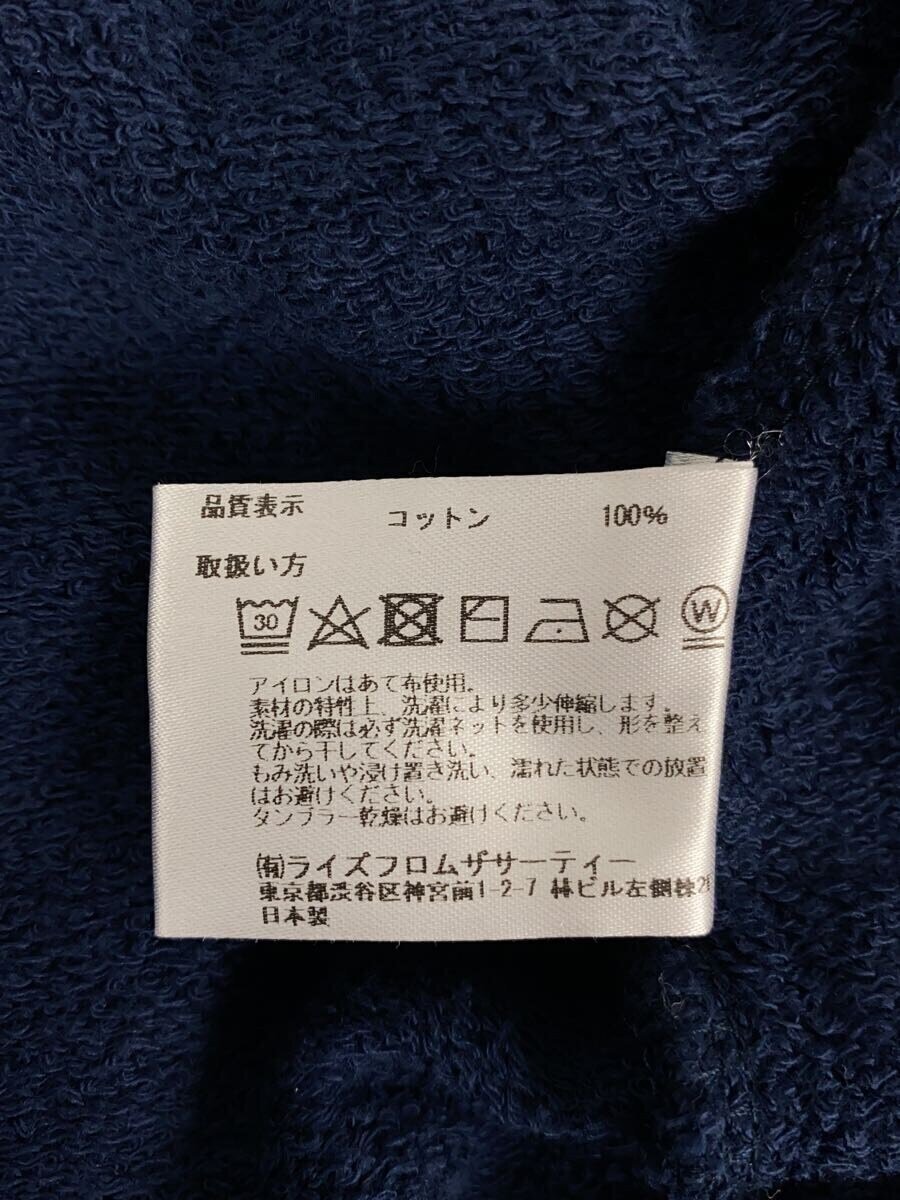 品質表示 コットン 100%
取扱い方
30 W
アイロンはあて布使用。
素材の特性上、洗濯により多少伸縮します。
洗濯の際は必ず洗濯ネットを使用し、形を整え
てから干してください。
もみ洗いや浸け置き洗い、濡れた状態での放置
はお避けください。
タンブラー乾燥はお避けください。
㈲ライズフロムザサーティー
東京都渋谷区神宮前1-2-7 林ビル左側棟
日本製